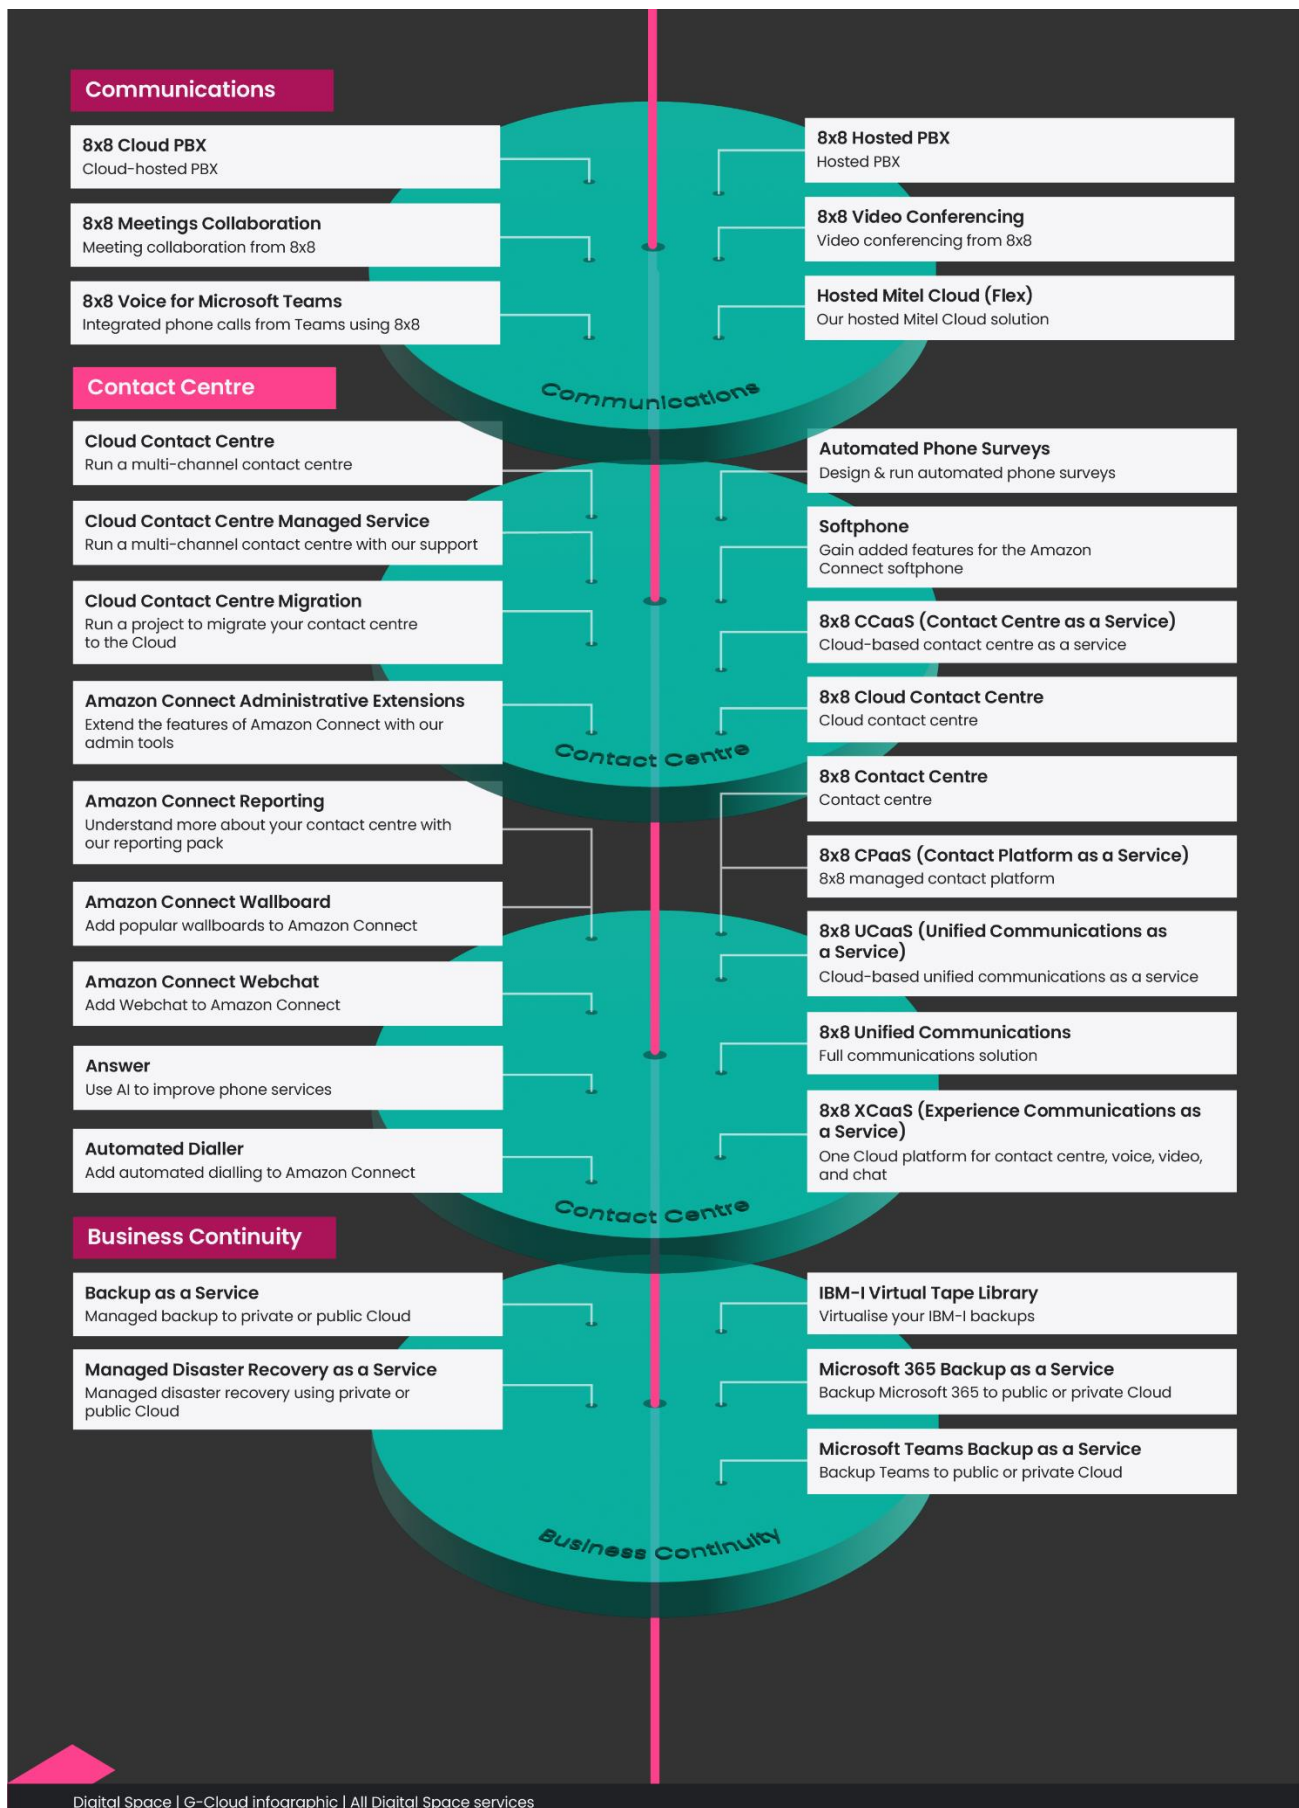 Communications
8x8 Cloud PBX
Cloud-hosted PBX
8x8 Meetings Collaboration
Meeting collaboration from 8x8
8x8 Voice for Microsoft Teams
Integrated phone calls from Teams using 8x8
8x8 Hosted PBX
Hosted PBX
8x8 Video Conferencing
Video conferencing from 8x8
Hosted Mitel Cloud (Flex)
Our hosted Mitel Cloud solution
Communications
Contact Centre
Cloud Contact Centre
Run a multi-channel contact centre
Cloud Contact Centre Managed Service
Run a multi-channel contact centre with our support
Cloud Contact Centre Migration
Run a project to migrate your contact centre
to the Cloud
Amazon Connect Administrative Extensions
Extend the features of Amazon Connect with our
admin tools
Amazon Connect Reporting
Understand more about your contact centre with
our reporting pack
Amazon Connect Wallboard
Add popular wallboards to Amazon Connect
Amazon Connect Webchat
Add Webchat to Amazon Connect
Answer
Use AI to improve phone services
Automated Dialler
Add automated dialling to Amazon Connect
Automated Phone Surveys
Design & run automated phone surveys
Softphone
Gain added features for the Amazon
Connect softphone
8x8 CCaaS (Contact Centre as a Service)
Cloud-based contact centre as a service
8x8 Cloud Contact Centre
Cloud contact centre
Contact Centre
8x8 Contact Centre
Contact centre
8x8 CPaaS (Contact Platform as a Service)
8x8 managed contact platform
8x8 UCaaS (Unified Communications as
a Service)
Cloud-based unified communications as a service
8x8 Unified Communications
Full communications solution
8x8 XCaaS (Experience Communications as
a Service)
One Cloud platform for contact centre, voice, video,
and chat
Contact Centre
Business Continuity
Backup as a Service
Managed backup to private or public Cloud
Managed Disaster Recovery as a Service
Managed disaster recovery using private or
public Cloud
IBM-I Virtual Tape Library
Virtualise your IBM-I backups
Microsoft 365 Backup as a Service
Backup Microsoft 365 to public or private Cloud
Microsoft Teams Backup as a Service
Backup Teams to public or private Cloud
Business Continuity
Digital Space | G-Cloud infographic | All Digital Space services